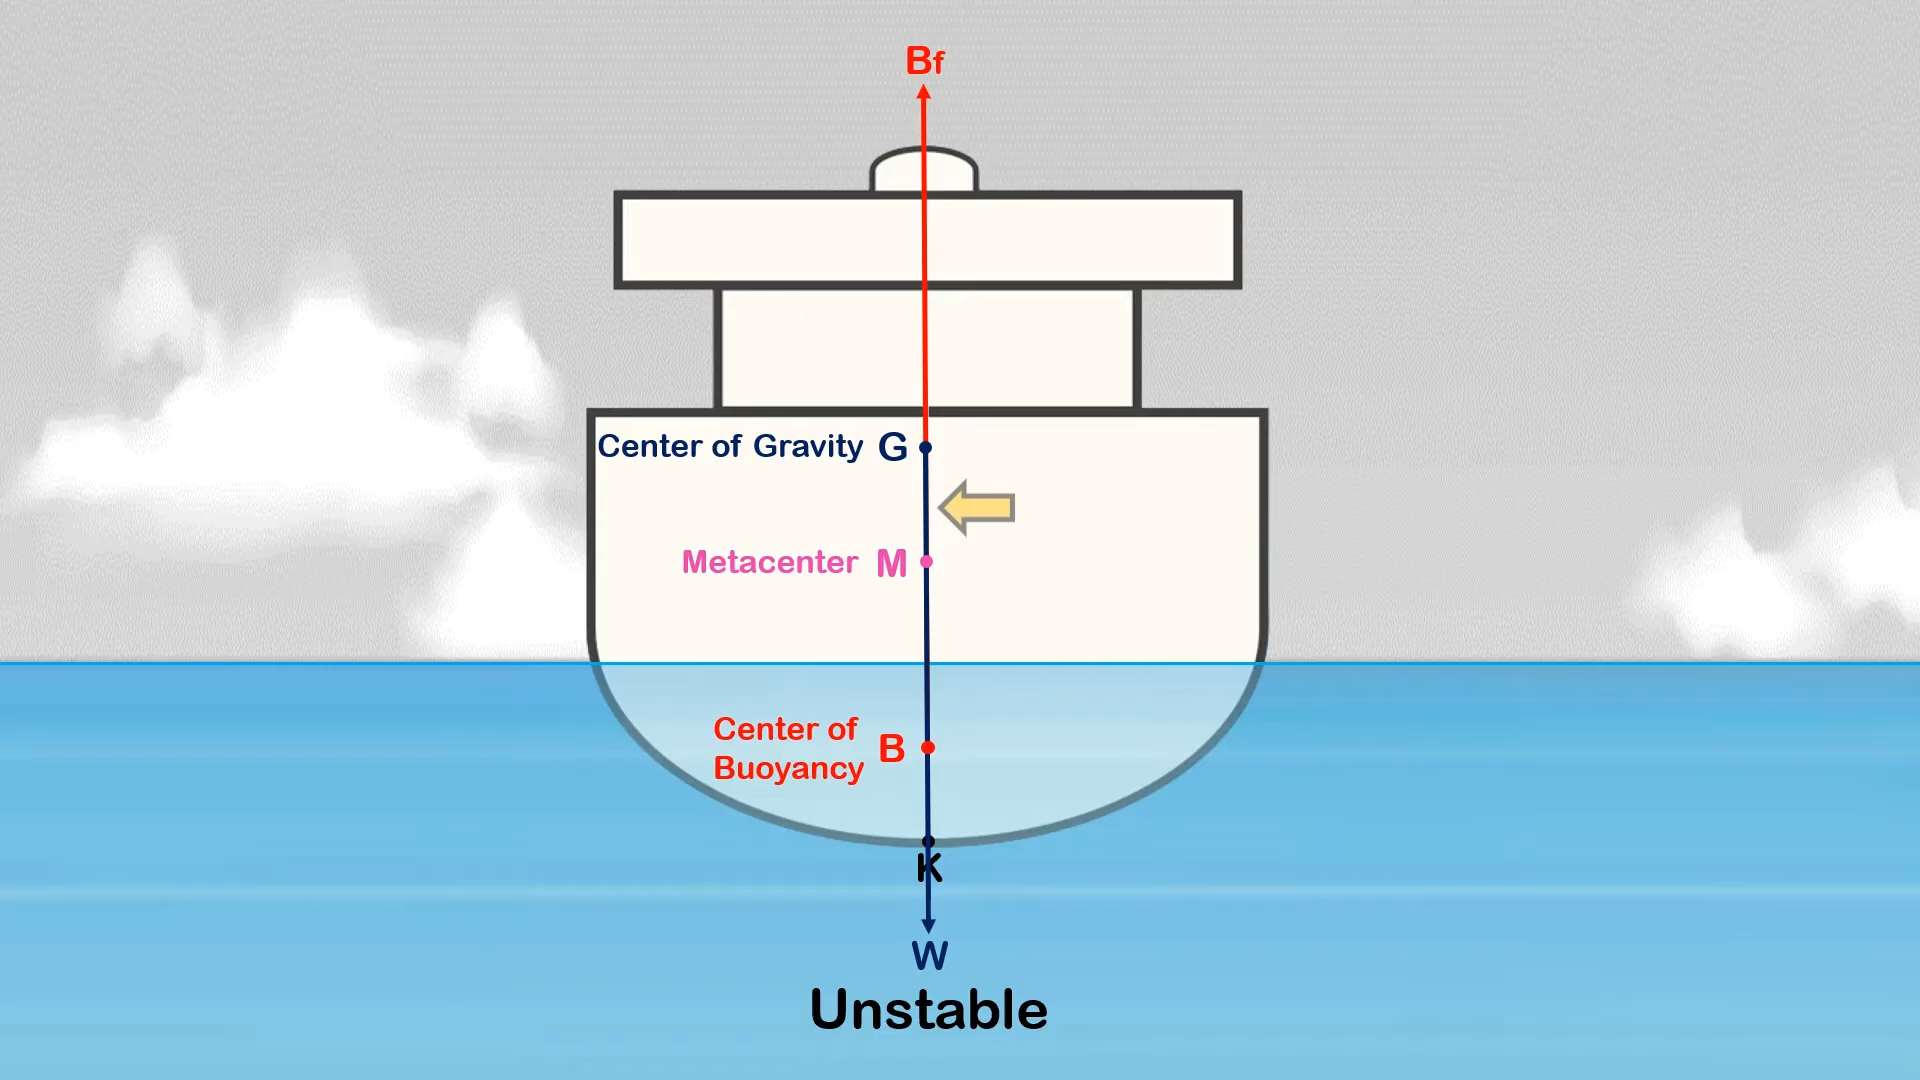 Bf
Center of Gravity G
Metacenter M
Center of
Buoyancy
B
K
W
Unstable